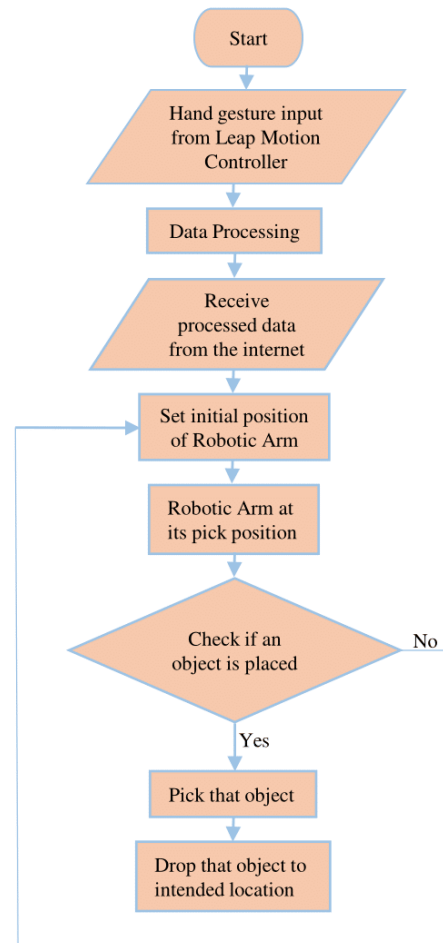 Start
Hand gesture input
from Leap Motion
Controller
Data Processing
Receive
processed data
from the internet
Set initial position
of Robotic Arm
Robotic Arm at
its pick position
Check if an
object is placed
No
Yes
Pick that object
Drop that object to
intended location